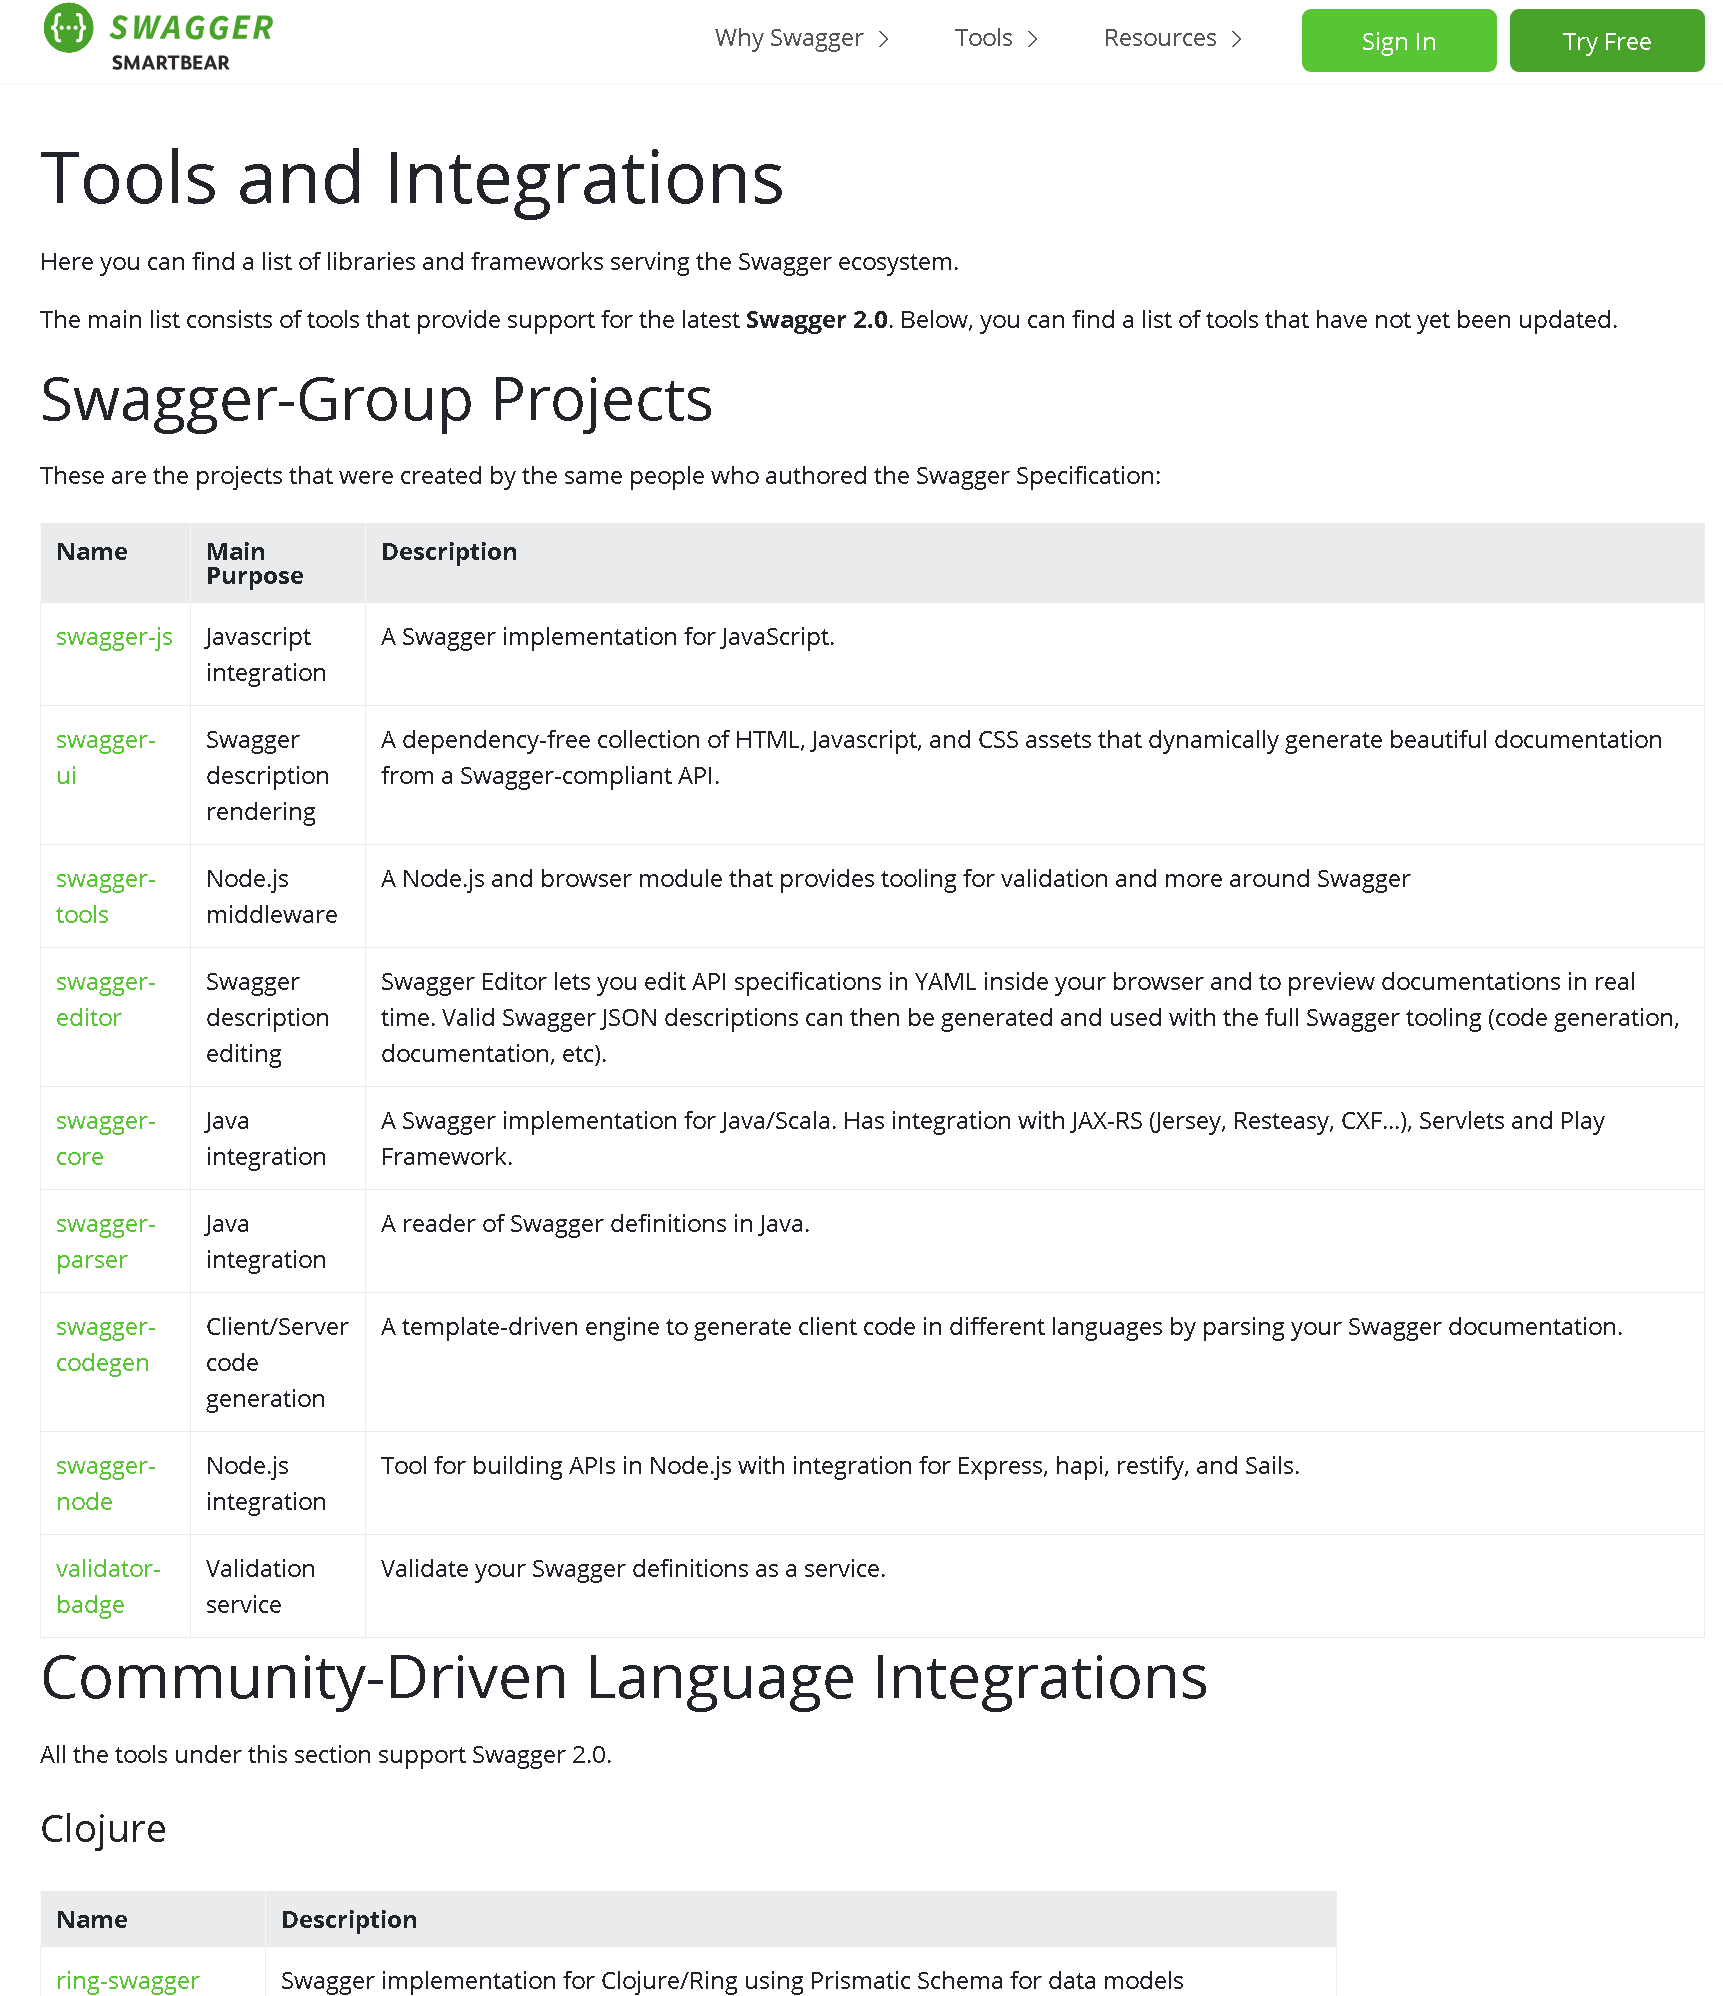 SWAGGER
SMARTBEAR
Why Swagger
Tools
Resources
Sign In
Try Free
Tools and Integrations
Here you can find a list of libraries and frameworks serving the Swagger ecosystem.
The main list consists of tools that provide support for the latest Swagger 2.0. Below, you can find a list of tools that have not yet been updated.
Swagger-Group Projects
These are the projects that were created by the same people who authored the Swagger Specification:
Name
Main
Purpose
Description
swagger-js
Javascript
integration
A Swagger implementation for JavaScript.
swagger-
ui
Swagger
description
rendering
A dependency-free collection of HTML, Javascript, and CSS assets that dynamically generate beautiful documentation
from a Swagger-compliant API.
swagger-
tools
Node.js
middleware
A Node.js and browser module that provides tooling for validation and more around Swagger
swagger-
editor
Swagger
description
editing
Swagger Editor lets you edit API specifications in YAML inside your browser and to preview documentations in real
time. Valid Swagger JSON descriptions can then be generated and used with the full Swagger tooling (code generation,
documentation, etc).
swagger-
core
Java
integration
A Swagger implementation for Java/Scala. Has integration with JAX-RS (Jersey, Resteasy, CXF...), Servlets and Play
Framework.
swagger-
parser
Java
integration
A reader of Swagger definitions in Java.
swagger-
codegen
Client/Server
code
generation
A template-driven engine to generate client code in different languages by parsing your Swagger documentation.
swagger-
node
Node.js
integration
Tool for building APIs in Node.js with integration for Express, hapi, restify, and Sails.
validator-
badge
Validation
service
Validate your Swagger definitions as a service.
Community-Driven Language Integrations
All the tools under this section support Swagger 2.0.
Clojure
Name
Description
ring-swagger
Swagger implementation for Clojure/Ring using Prismatic Schema for data models